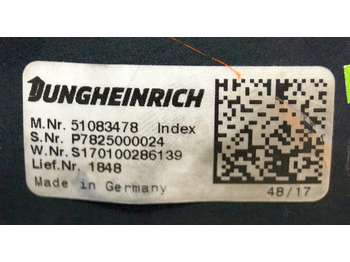 JUNGHEINRICH
M.Nr. 51083478 Index
S.Nr. P7825000024
W.Nr. S170100286139
Lief.Nr. 1848
Made in Germany
48/17